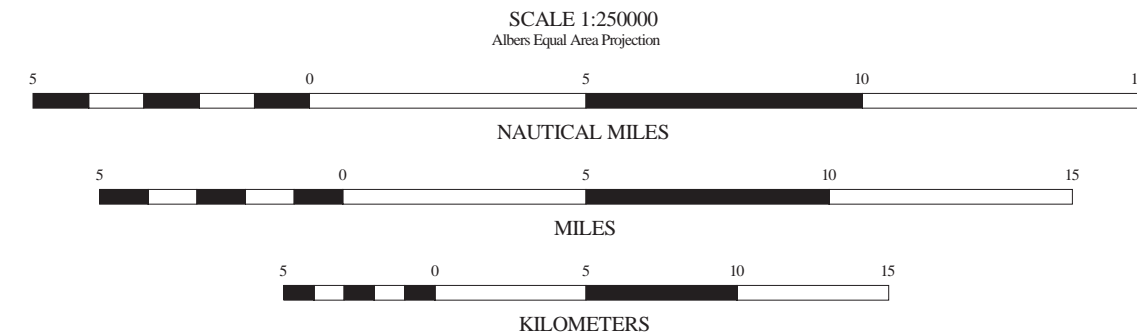 SCALE 1:250000
Albers Equal Area Projection
5 0 5 10
NAUTICAL MILES
5 0 5 10 15
MILES
5 0 5 10 15
KILOMETERS